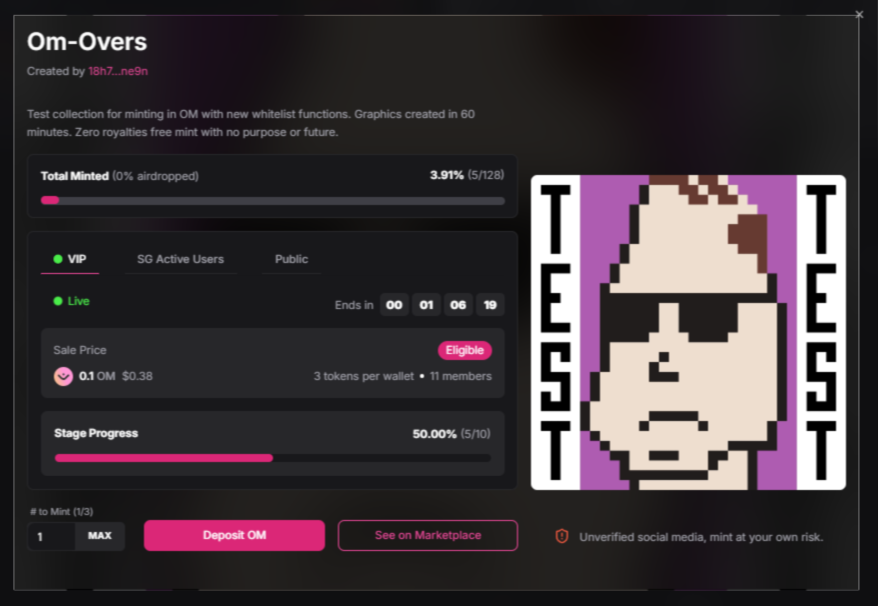 Om-Overs
Created by 18h7...ne9n
Test collection for minting in OM with new whitelist functions. Graphics created in 60
minutes. Zero royalties free mint with no purpose or future.
Total Minted (0% airdropped) 3.91% (5/128)
VIP SG Active Users Public
Live Ends in 00 01 06 19
Sale Price Eligible
0.1 OM $0.38 3 tokens per wallet • 11 members
Stage Progress 50.00% (5/10)
# to Mint (1/3)
1 MAX Deposit OM See on Marketplace
TEST
TEST
Unverified social media, mint at your own risk.